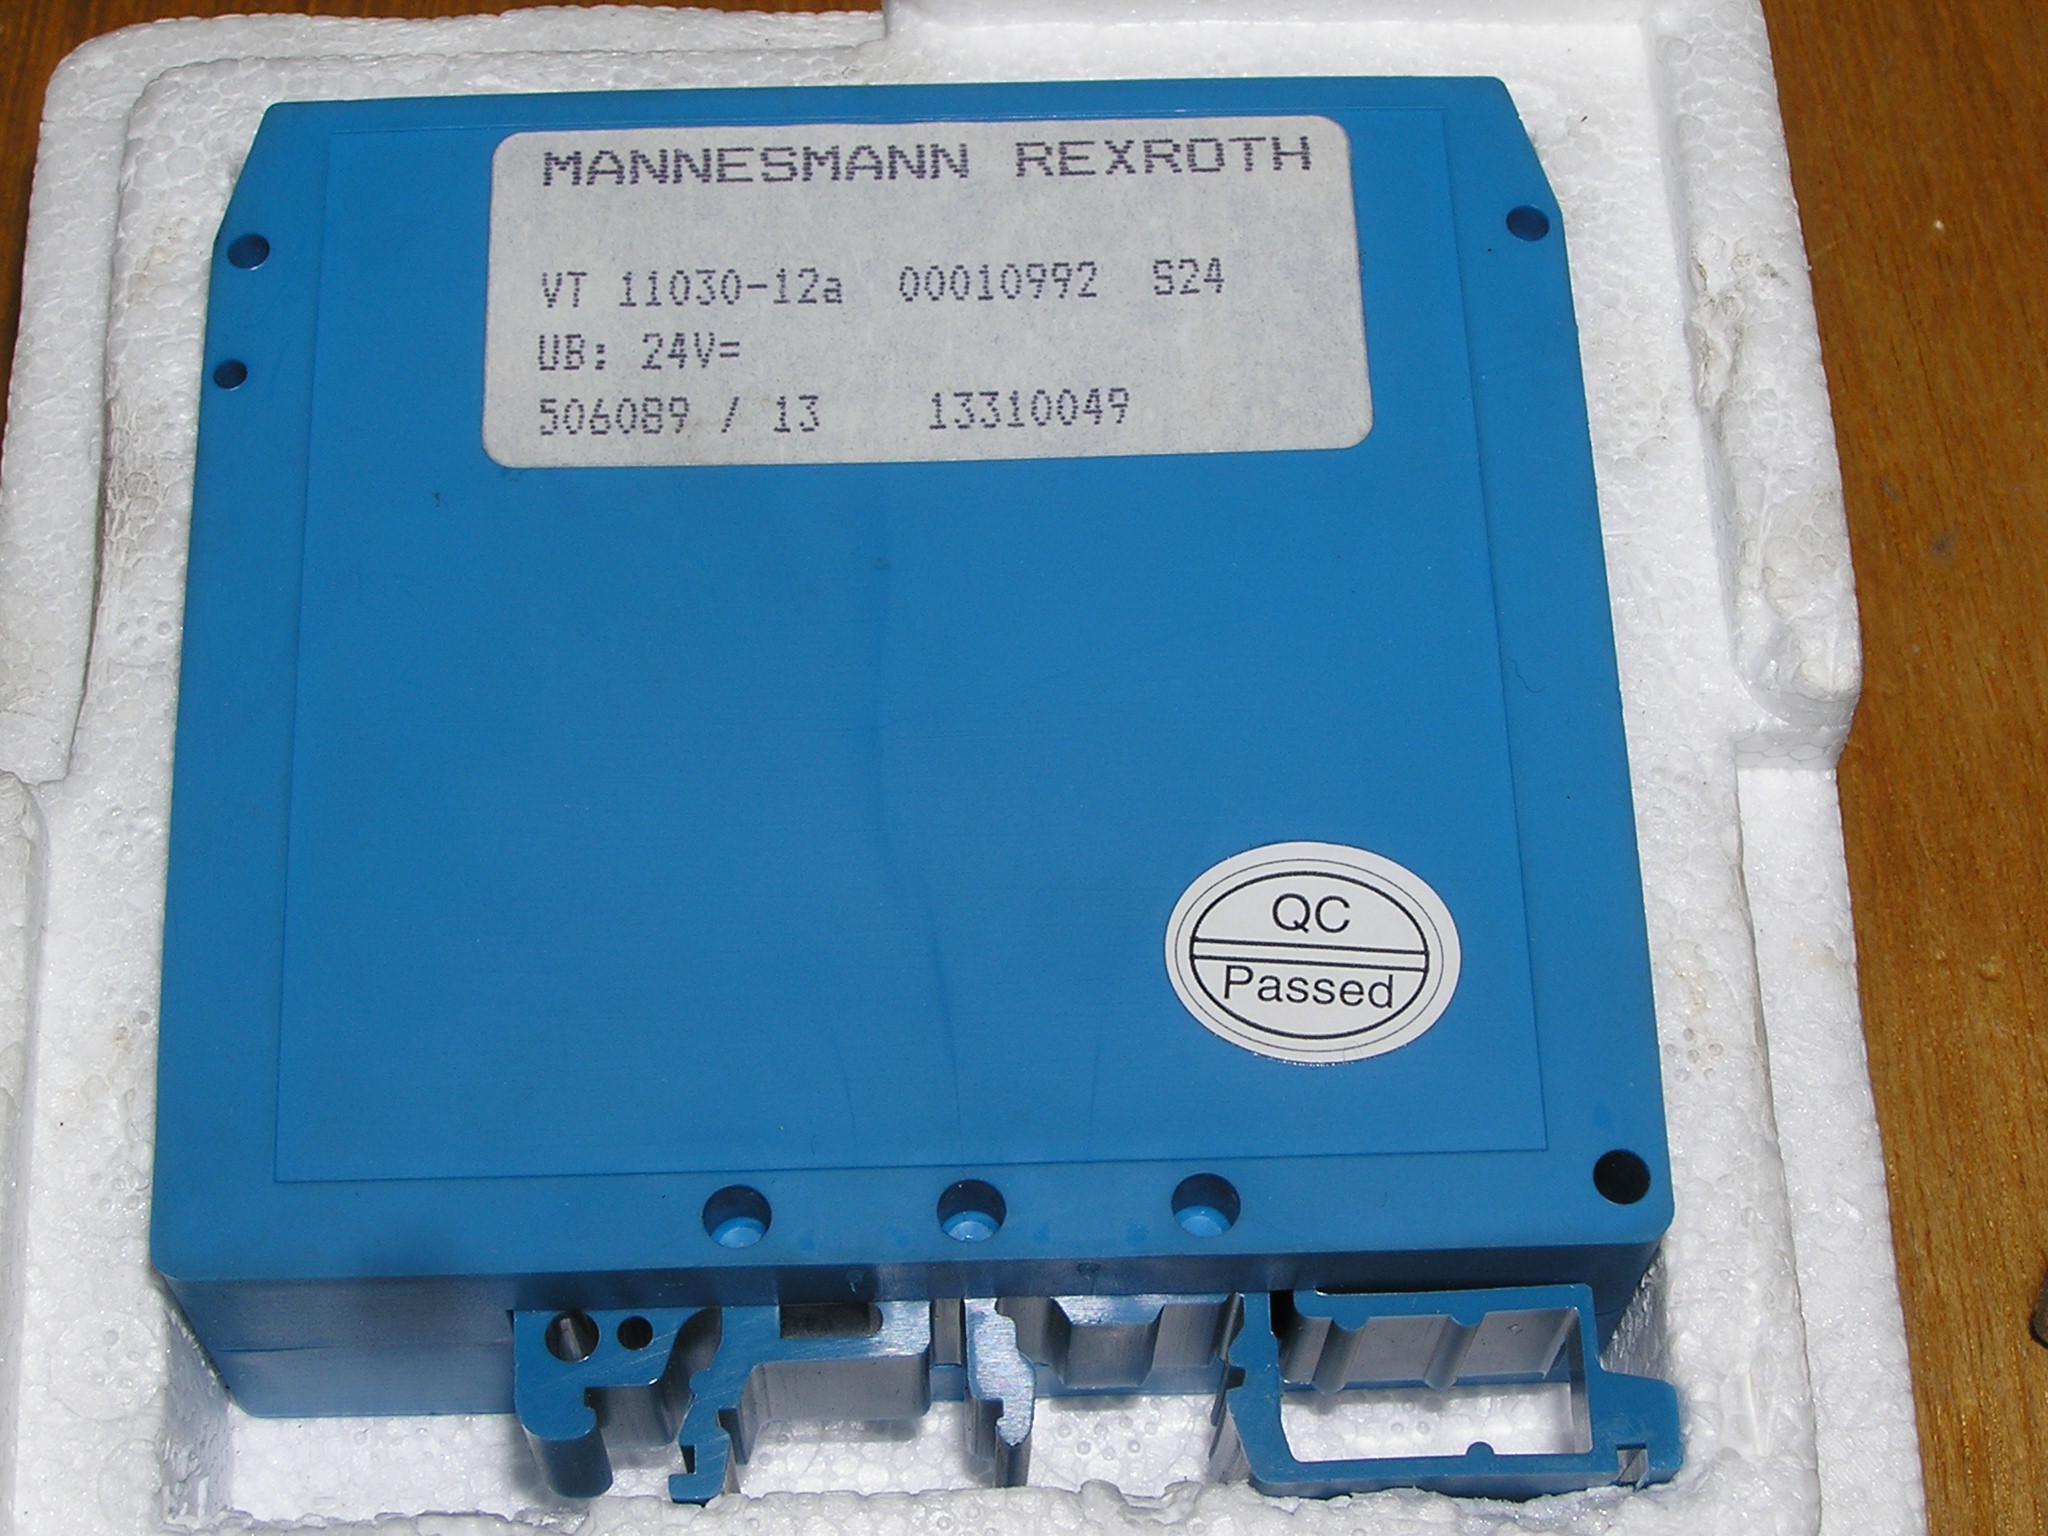 MANNESMANN REXROTH
VT 11030-12a 00010992 S24
UB: 24V=
506089 / 13 13310049
QC
Passed